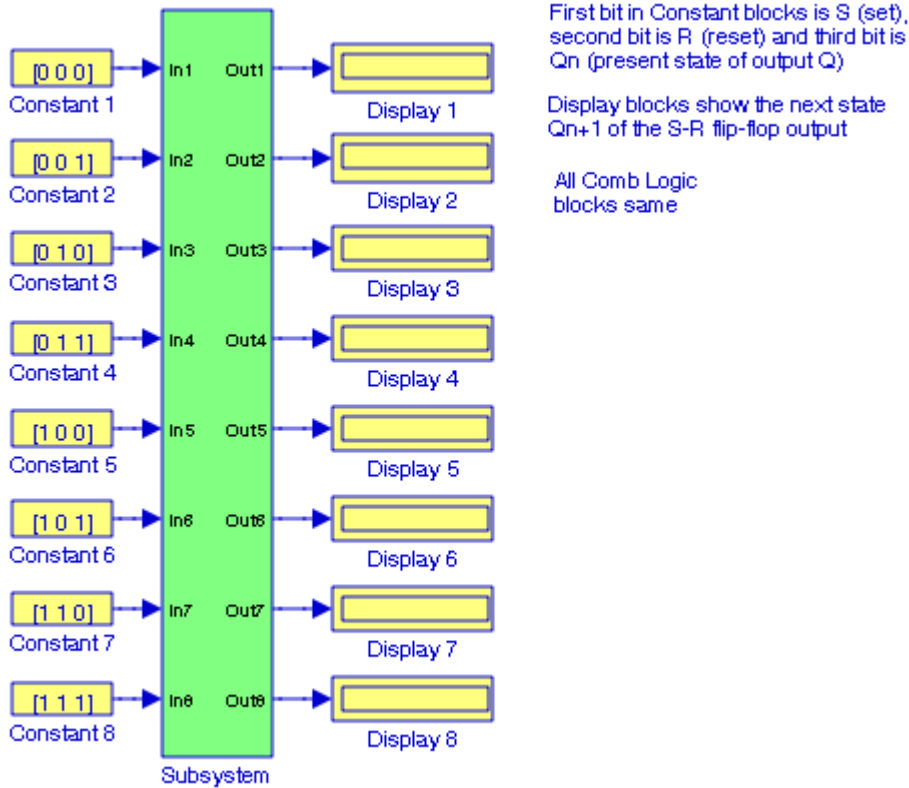 First bit in Constant blocks is S (set),
second bit is R (reset) and third bit is
Qn (present state of output Q)
Display blocks show the next state
Qn+1 of the S-R flip-flop output
All Comb Logic
blocks same
[0 0 0] In1 Out1
Constant 1 Display 1
[0 0 1] In2 Out2
Constant 2 Display 2
[0 1 0] In3 Out3
Constant 3 Display 3
[0 1 1] In4 Out4
Constant 4 Display 4
[1 0 0] In5 Out5
Constant 5 Display 5
[1 0 1] In6 Out6
Constant 6 Display 6
[1 1 0] In7 Out7
Constant 7 Display 7
[1 1 1] In8 Out8
Constant 8 Display 8
Subsystem